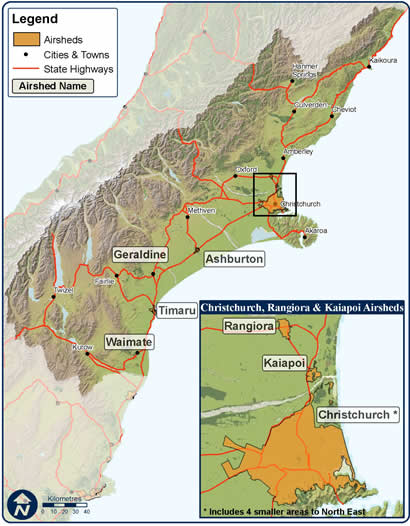 Legend
Airsheds
Cities & Towns
State Highways
Airshed Name
Kaikoura
Hanmer
Springs
Culverden
Cheviot
Amberley
Oxford
Christchurch
Methven
Akaroa
Geraldine
Ashburton
Fairlie
Twizel
Timaru
Waimate
Kurow
Christchurch, Rangiora & Kaiapoi Airsheds
Rangiora
Kaiapoi
Christchurch *
* Includes 4 smaller areas to North East
N
Kilometres
0 10 20 30 40